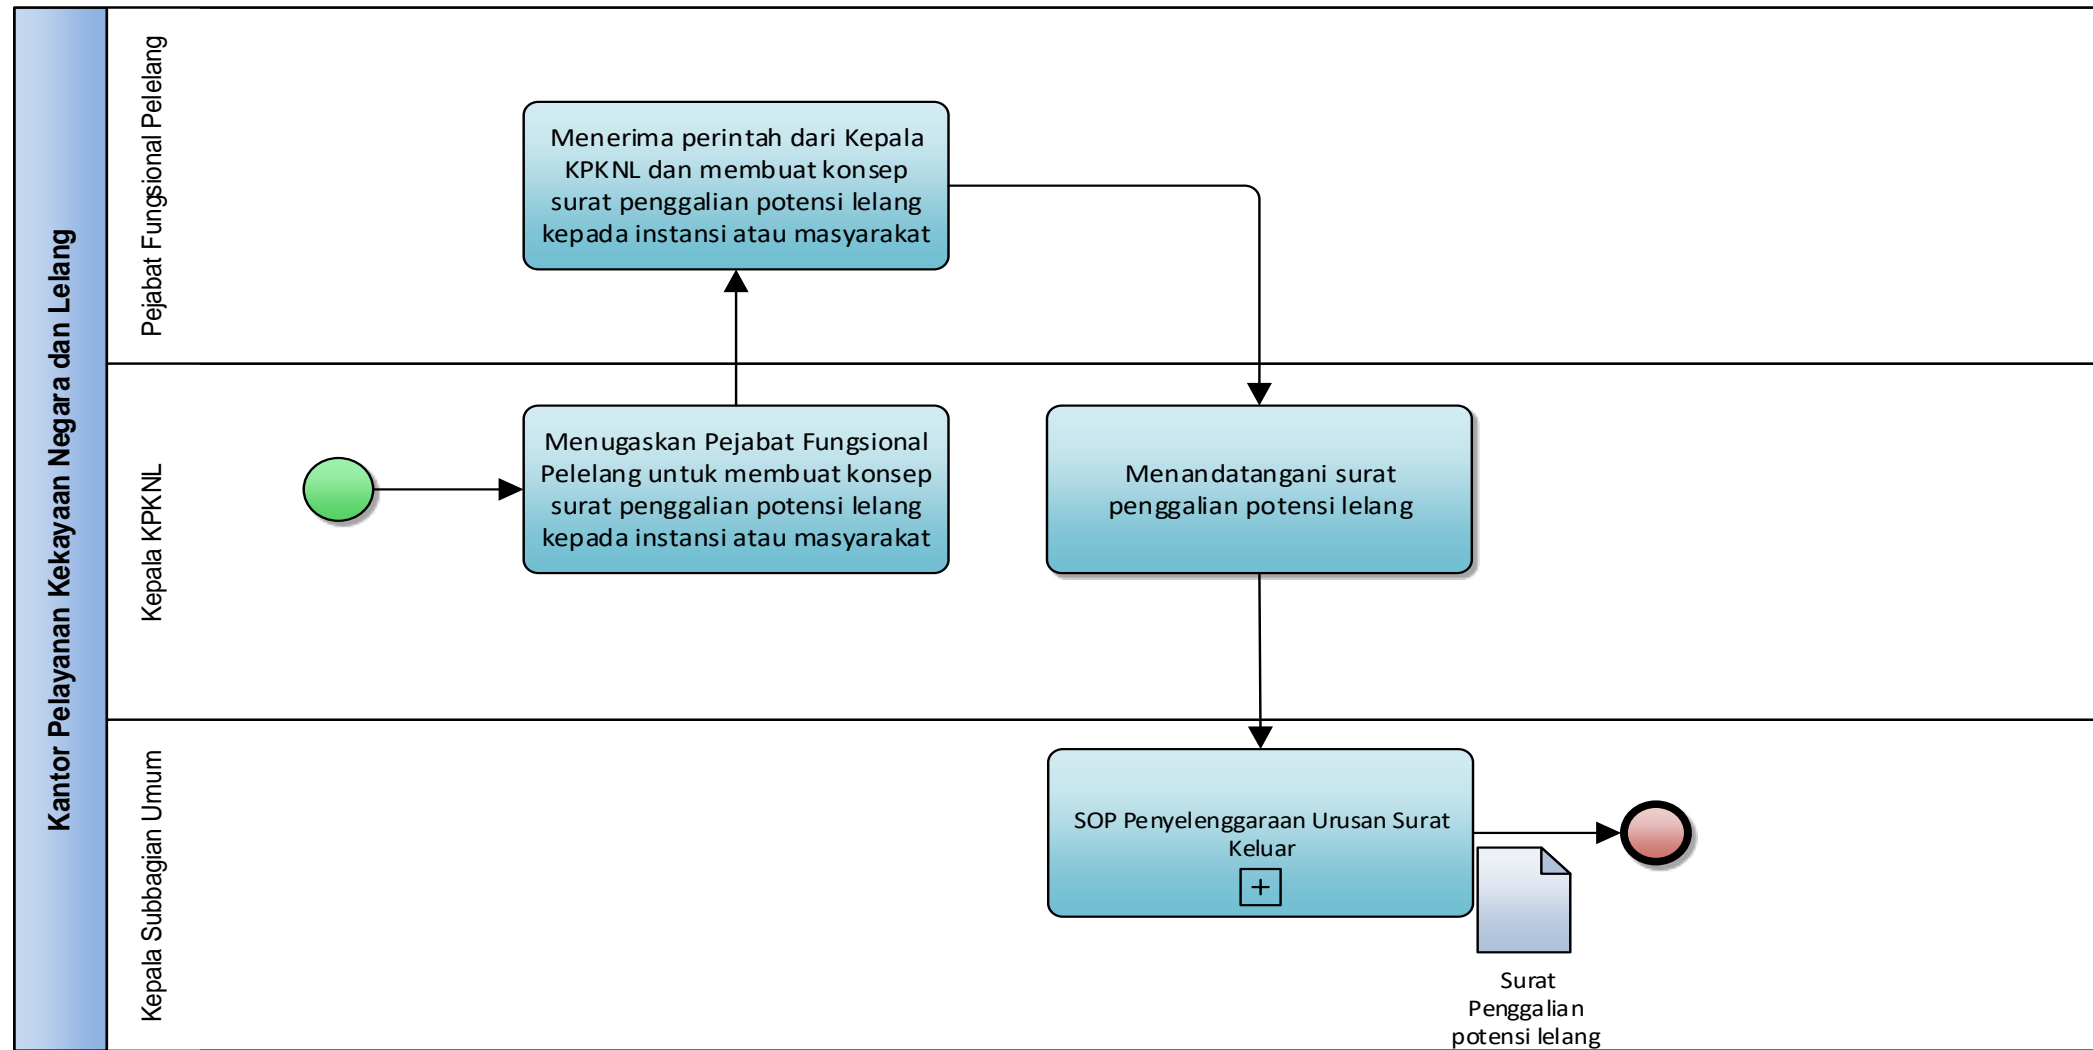 Kantor Pelayanan Kekayaan Negara dan Lelang
Pejabat Fungsional Pelelang
Menerima perintah dari Kepala
KPKNL dan membuat konsep
surat penggalian potensi lelang
kepada instansi atau masyarakat
Kepala KPKNL
Menugaskan Pejabat Fungsional
Pelelang untuk membuat konsep
surat penggalian potensi lelang
kepada instansi atau masyarakat
Menandatangani surat
penggalian potensi lelang
Kepala Subbagian Umum
SOP Penyelenggaraan Urusan Surat
Keluar
Surat
Penggalian
potensi lelang